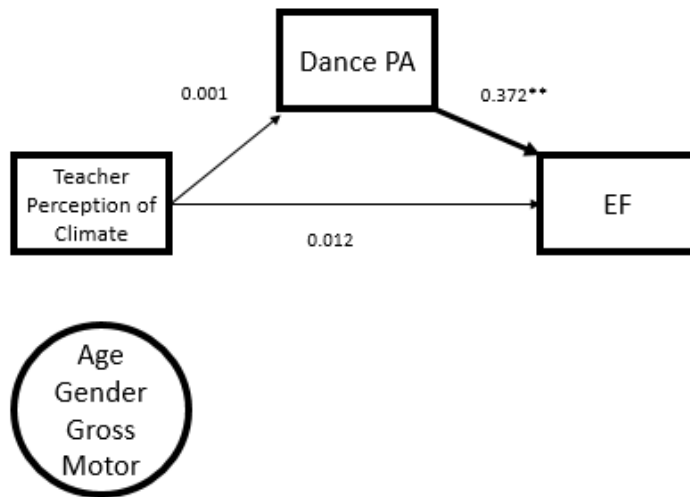 Dance PA
0.001
0.372**
Teacher
Perception of
Climate
EF
0.012
Age
Gender
Gross
Motor